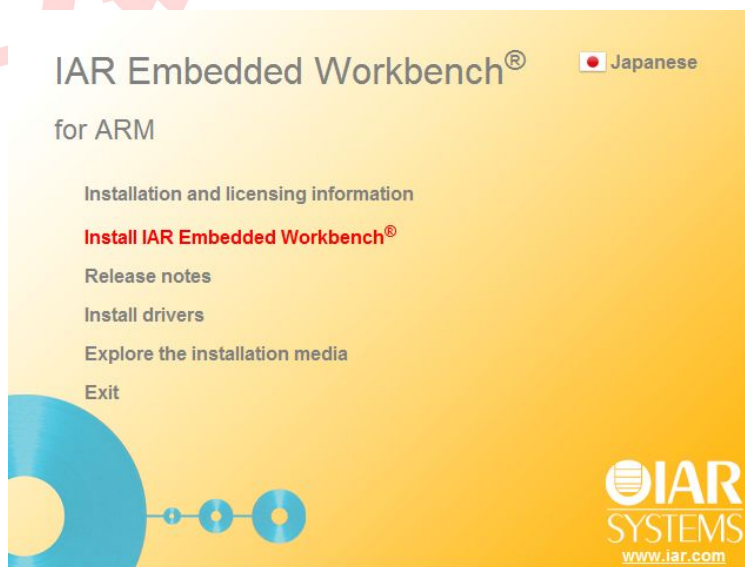 IAR Embedded Workbench®
Japanese
for ARM
Installation and licensing information
Install IAR Embedded Workbench®
Release notes
Install drivers
Explore the installation media
Exit
IAR
SYSTEMS
www.iar.com